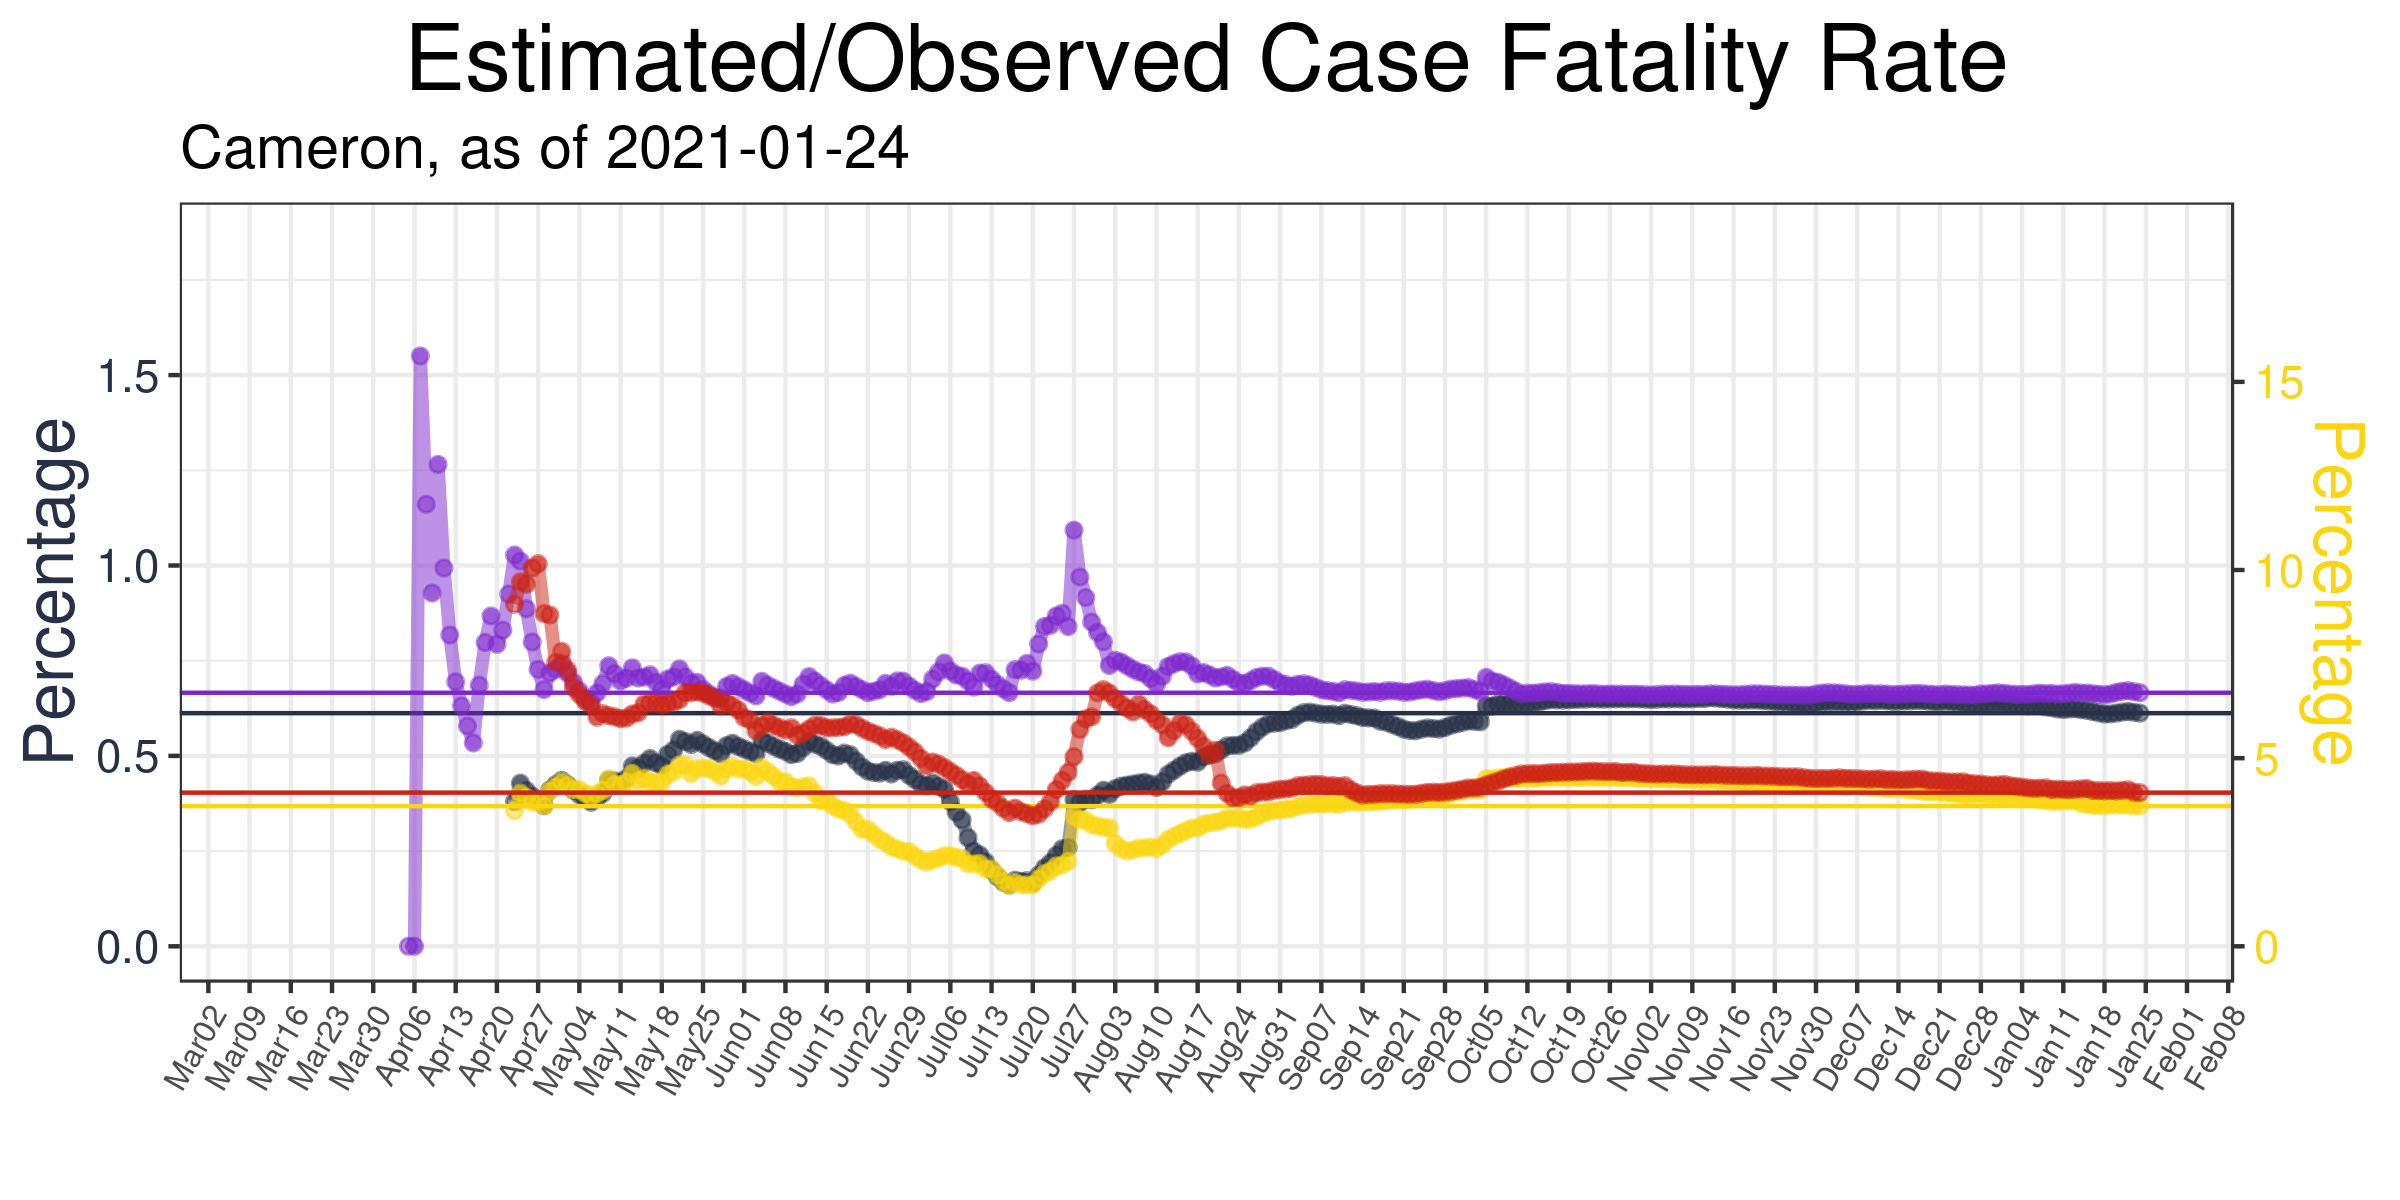 Estimated/Observed Case Fatality Rate
Cameron, as of 2021-01-24
Percentage
1.5
1.0
0.5
0.0
15
10
5
0
Percentage
Mar02
Mar09
Mar16
Mar23
Mar30
Apr06
Apr13
Apr20
Apr27
May04
May11
May18
May25
Jun01
Jun08
Jun15
Jun22
Jun29
Jul06
Jul13
Jul20
Jul27
Aug03
Aug10
Aug17
Aug24
Aug31
Sep07
Sep14
Sep21
Sep28
Oct05
Oct12
Oct19
Oct26
Nov02
Nov09
Nov16
Nov23
Nov30
Dec07
Dec14
Dec21
Dec28
Jan04
Jan11
Jan18
Jan25
Feb01
Feb08